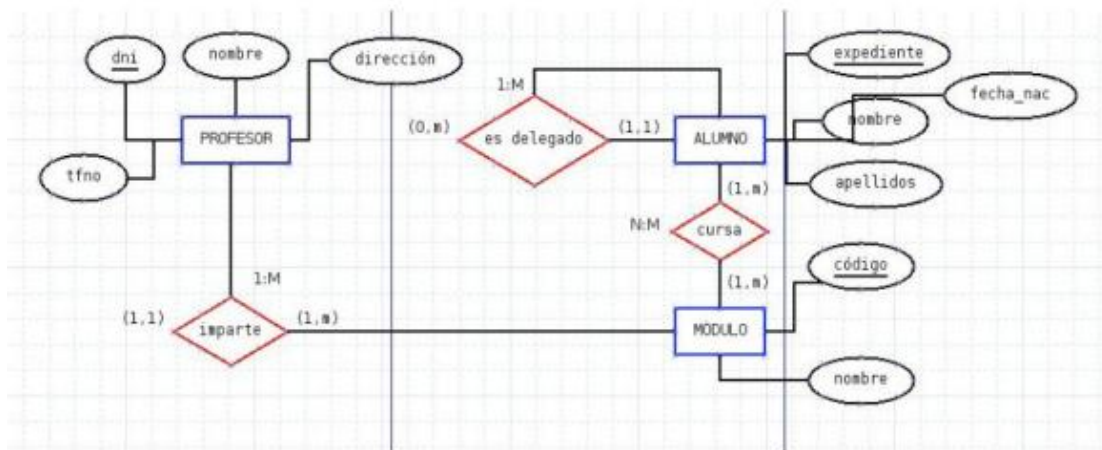 dni
nombre
dirección
tfno
PROFESOR
1:M
(1,1)
imparte
(1,m)
1:M
(0,m)
es delegado
(1,1)
ALUMNO
expediente
fecha_nac
nombre
apellidos
(1,m)
N:M
cursa
(1,m)
código
MÓDULO
nombre